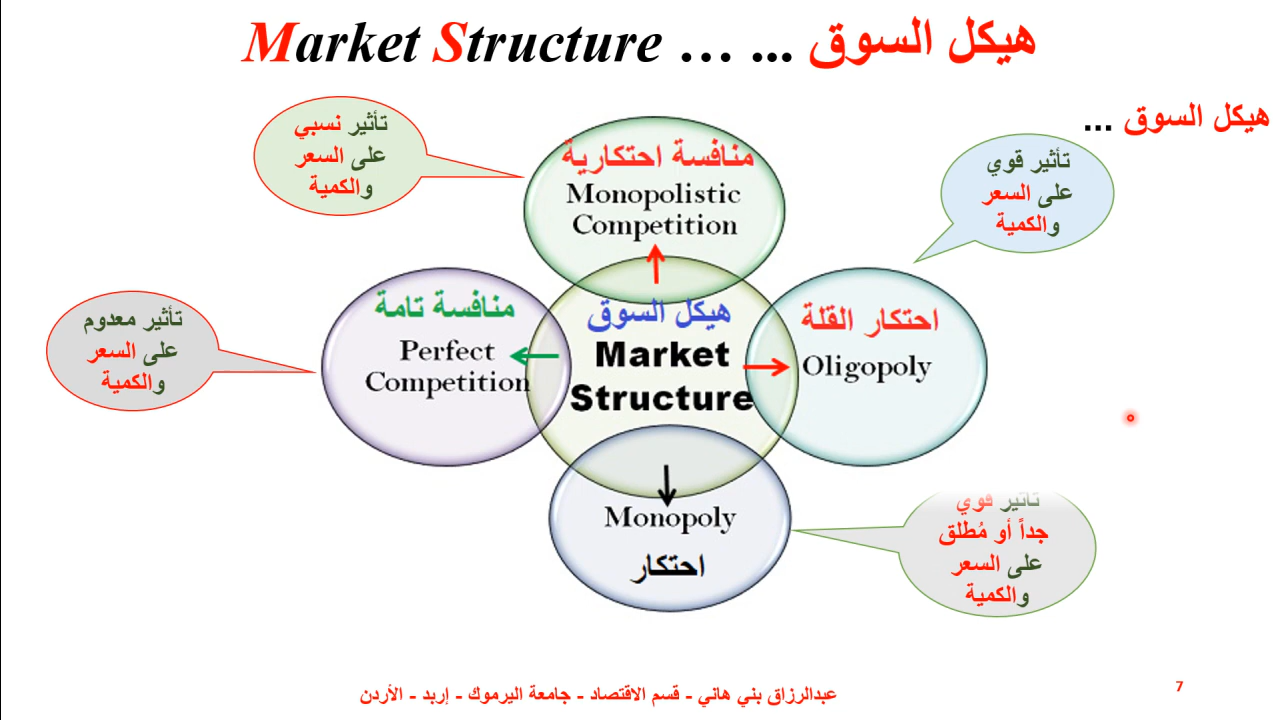 Market Structure ... ... هيكل السوق
هيكل السوق ...
تأثير نسبي
على السعر
والكمية
منافسة احتكارية
Monopolistic
Competition
تأثير قوي
على السعر
والكمية
تأثير معدوم
على السعر
والكمية
منافسة تامة
Perfect
Competition
هيكل السوق
Market
Structure
احتكار القلة
Oligopoly
Monopoly
احتكار
تأثير قوي
جداً أو مُطلق
على السعر
والكمية
عبدالرزاق بني هاني - قسم الاقتصاد - جامعة اليرموك - إربد - الأردن
7